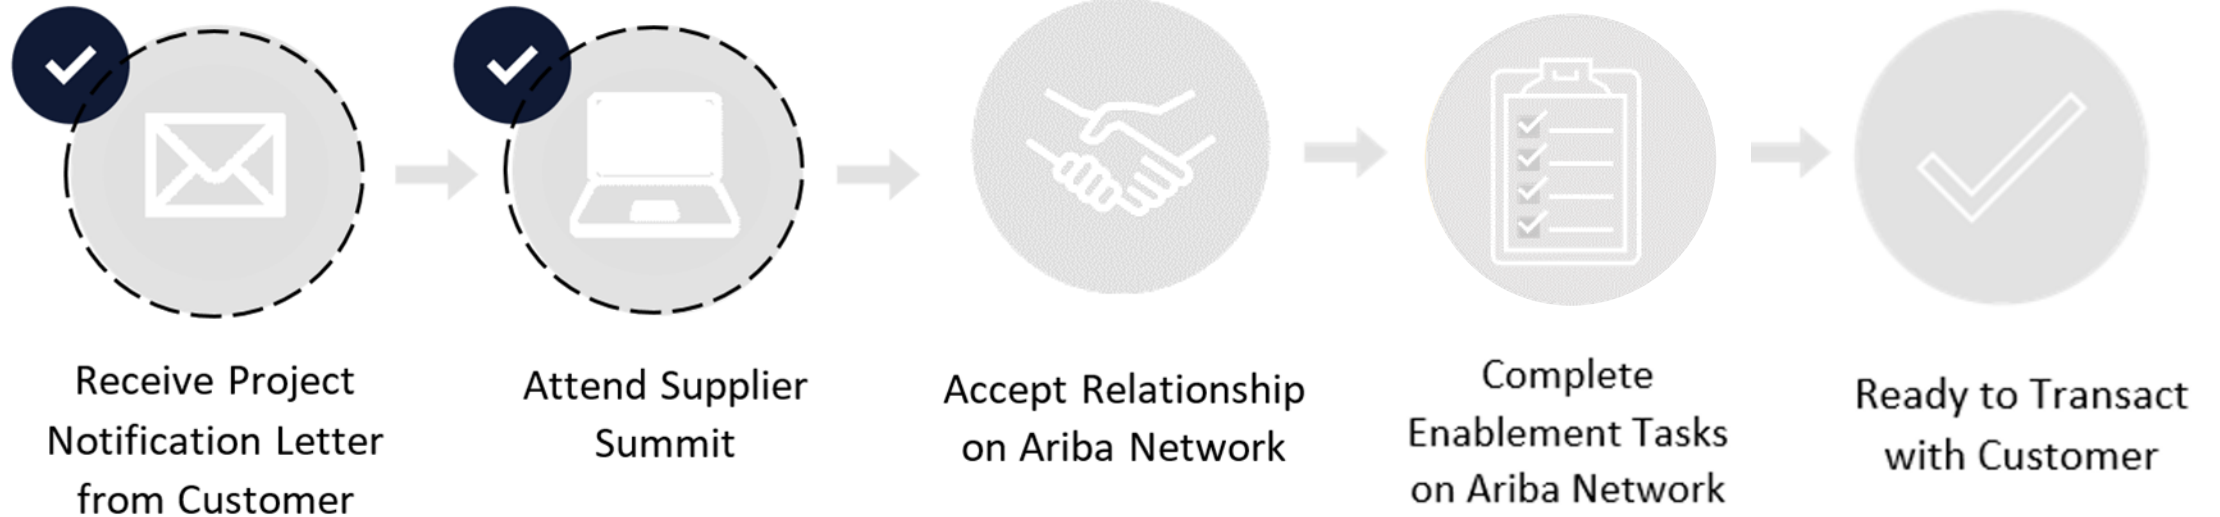 Receive Project
Notification Letter
from Customer
Attend Supplier
Summit
Accept Relationship
on Ariba Network
Complete
Enablement Tasks
on Ariba Network
Ready to Transact
with Customer